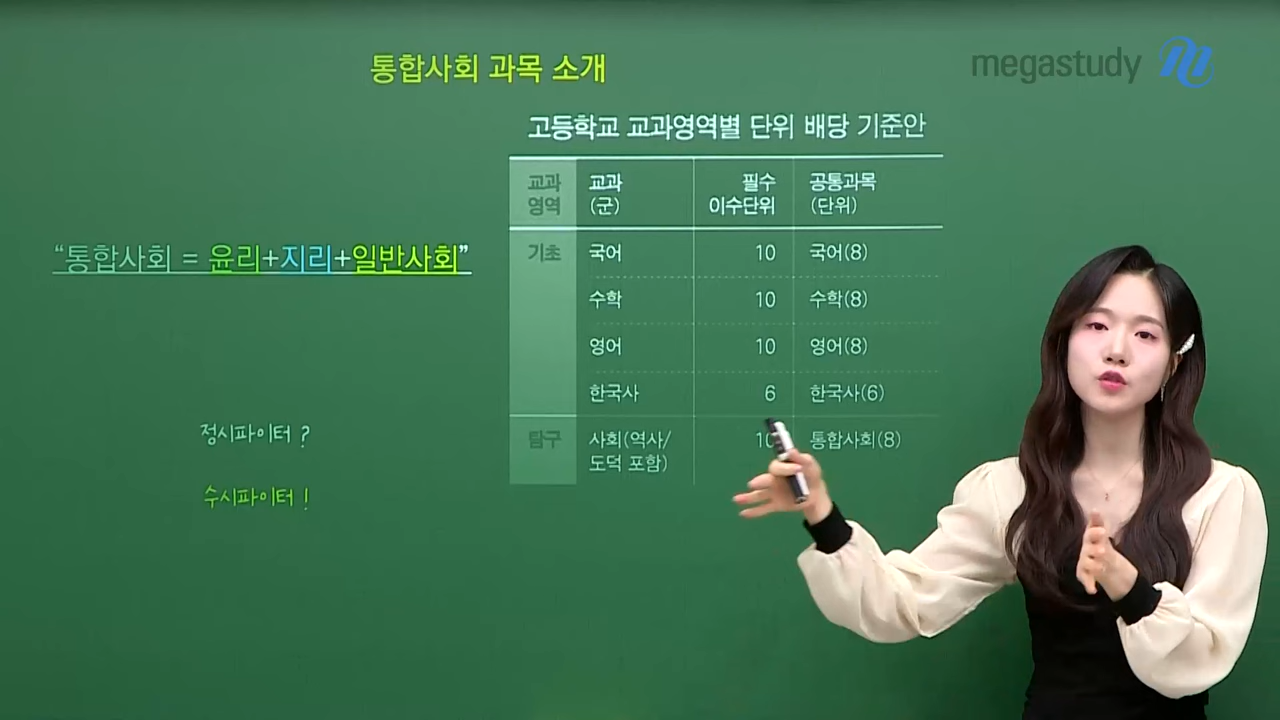 통합사회 과목 소개
megastudy
고등학교 교과영역별 단위 배당 기준안
교과 영역 교과 (군) 필수 이수단위 공통과목 (단위)
기초 국어 10 국어(8)
수학 10 수학(8)
영어 10 영어(8)
한국사 6 한국사(6)
탐구 사회(역사/ 도덕 포함) 10 통합사회(8)
“통합사회 = 윤리+지리+일반사회”
정시파이터 ?
수시파이터 !